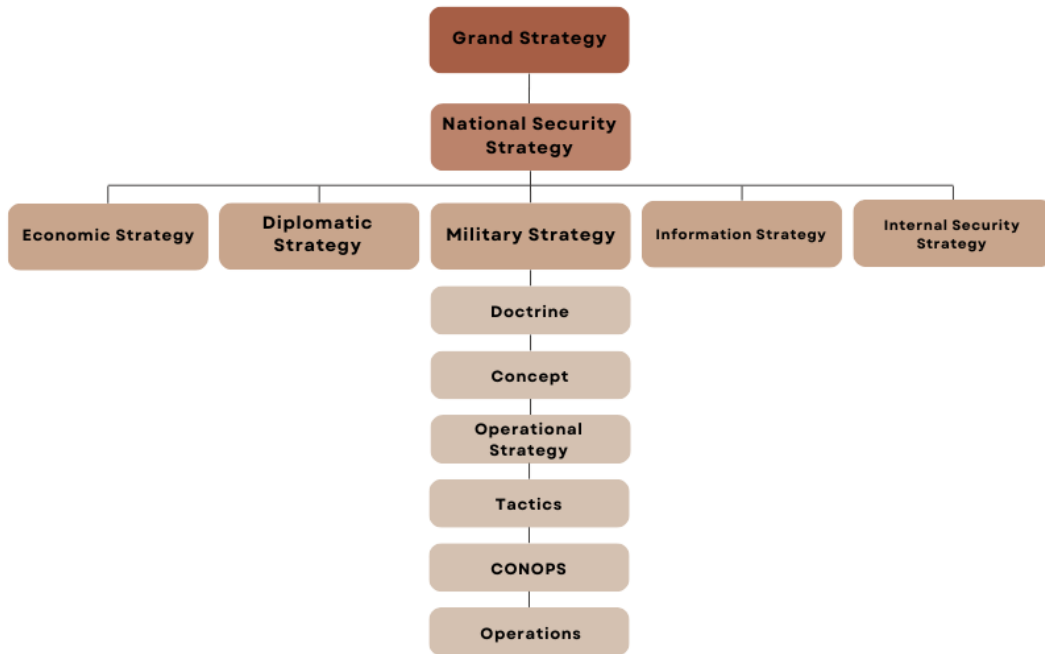 Grand Strategy
National Security
Strategy
Economic Strategy
Diplomatic
Strategy
Military Strategy
Information Strategy
Internal Security
Strategy
Doctrine
Concept
Operational
Strategy
Tactics
CONOPS
Operations